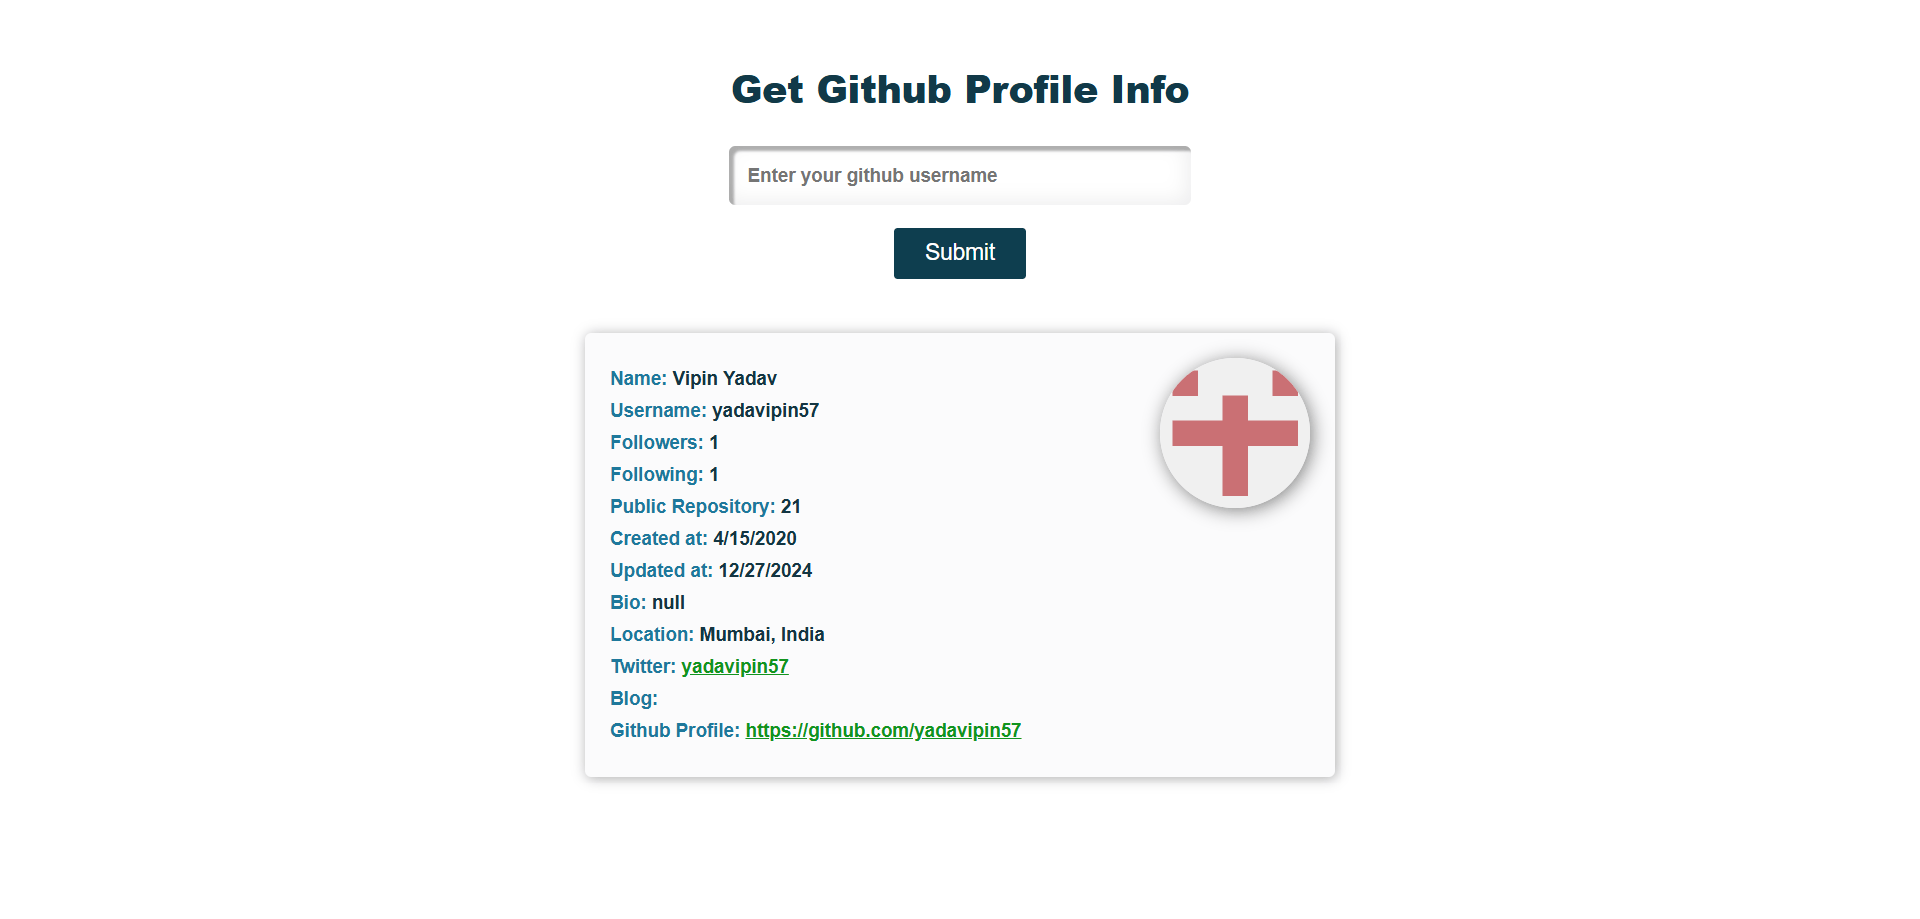 Get Github Profile Info
Enter your github username
Submit
Name: Vipin Yadav
Username: yadavipin57
Followers: 1
Following: 1
Public Repository: 21
Created at: 4/15/2020
Updated at: 12/27/2024
Bio: null
Location: Mumbai, India
Twitter: yadavipin57
Blog:
Github Profile: https://github.com/yadavipin57